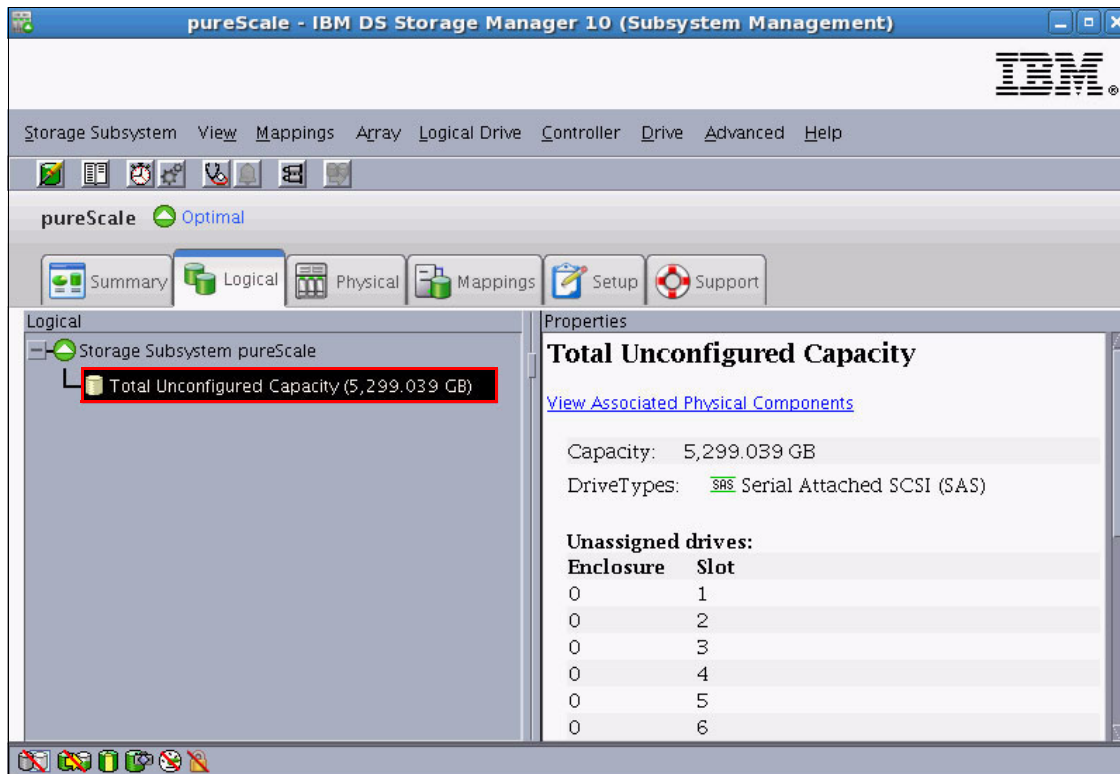 pureScale - IBM DS Storage Manager 10 (Subsystem Management)
IBM®
Storage Subsystem View Mappings Array Logical Drive Controller Drive Advanced Help
pureScale Optimal
Summary Logical Physical Mappings Setup Support
Logical
Storage Subsystem pureScale
Total Unconfigured Capacity (5,299.039 GB)
Properties
Total Unconfigured Capacity
View Associated Physical Components
Capacity: 5,299.039 GB
DriveTypes: SAS Serial Attached SCSI (SAS)
Unassigned drives:
Enclosure Slot
0 1
0 2
0 3
0 4
0 5
0 6